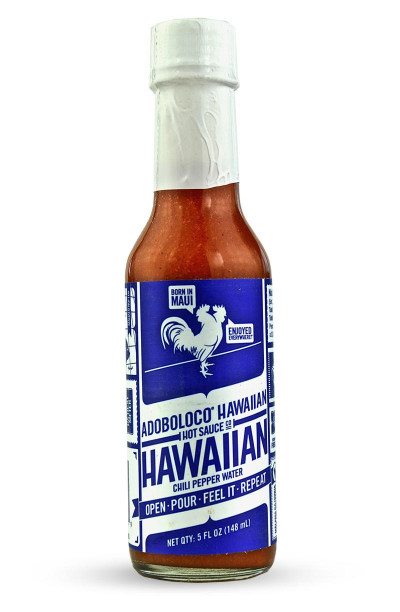 BORN IN
MAUI
ENJOYED
EVERYWHERE!
ADOBOLOCO® HAWAIIAN
HOT SAUCE CO
HAWAIIAN
CHILI PEPPER WATER
OPEN · POUR · FEEL IT · REPEAT
NET QTY: 5 FL OZ (148 mL)